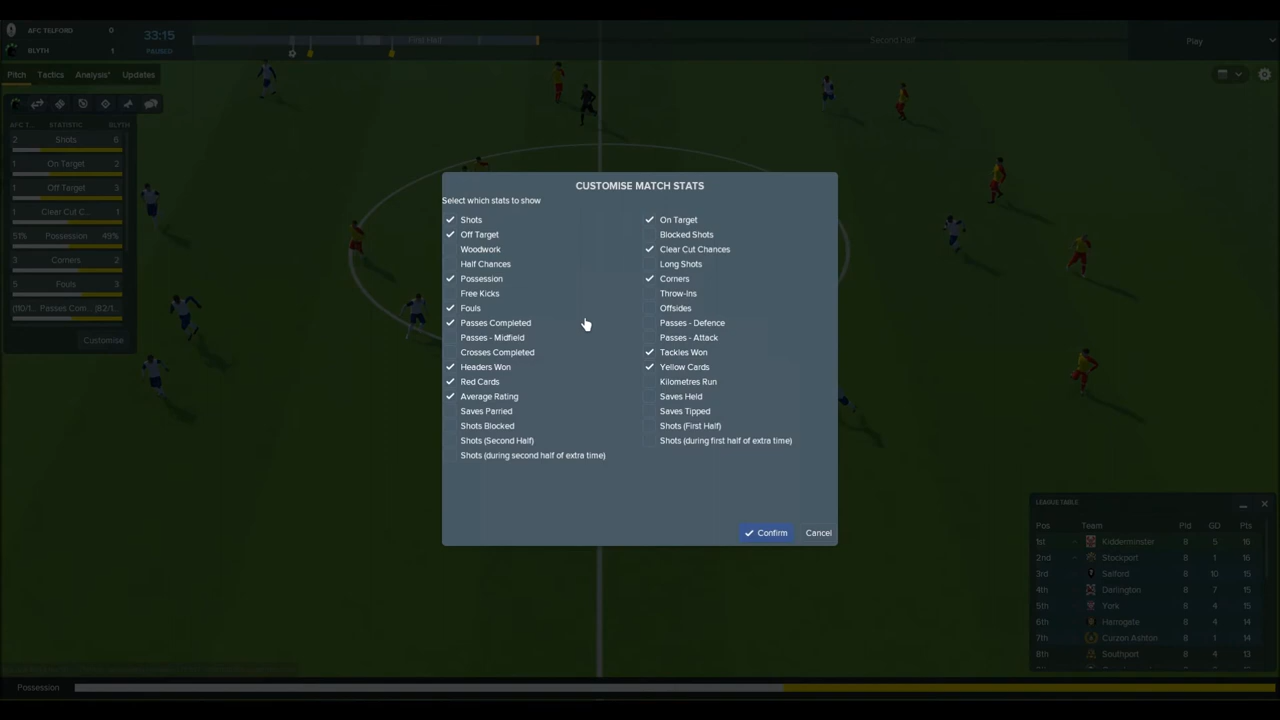 AFC TELFORD 0
BLYTH 1
33:15
PAUSED
First Half
Second Half
Play
Pitch Tactics Analysis* Updates
AFC T... STATISTIC BLYTH
2 Shots 6
1 On Target 2
1 Off Target 3
1 Clear Cut C... 1
51% Possession 49%
3 Corners 2
5 Fouls 3
(110/1... Passes Com... (82/1...
Customise
CUSTOMISE MATCH STATS
Select which stats to show
Shots On Target
Off Target Blocked Shots
Woodwork Clear Cut Chances
Half Chances Long Shots
Possession Corners
Free Kicks Throw-Ins
Fouls Offsides
Passes Completed Passes - Defence
Passes - Midfield Passes - Attack
Crosses Completed Tackles Won
Headers Won Yellow Cards
Red Cards Kilometres Run
Average Rating Saves Held
Saves Parried Saves Tipped
Shots Blocked Shots (First Half)
Shots (Second Half) Shots (during first half of extra time)
Shots (during second half of extra time)
Confirm Cancel
LEAGUE TABLE
Pos Team Pld GD Pts
1st Kidderminster 8 5 16
2nd Stockport 8 1 16
3rd Salford 8 10 15
4th Darlington 8 7 15
5th York 8 4 15
6th Harrogate 8 4 14
7th Curzon Ashton 8 1 14
8th Southport 8 4 13
Possession